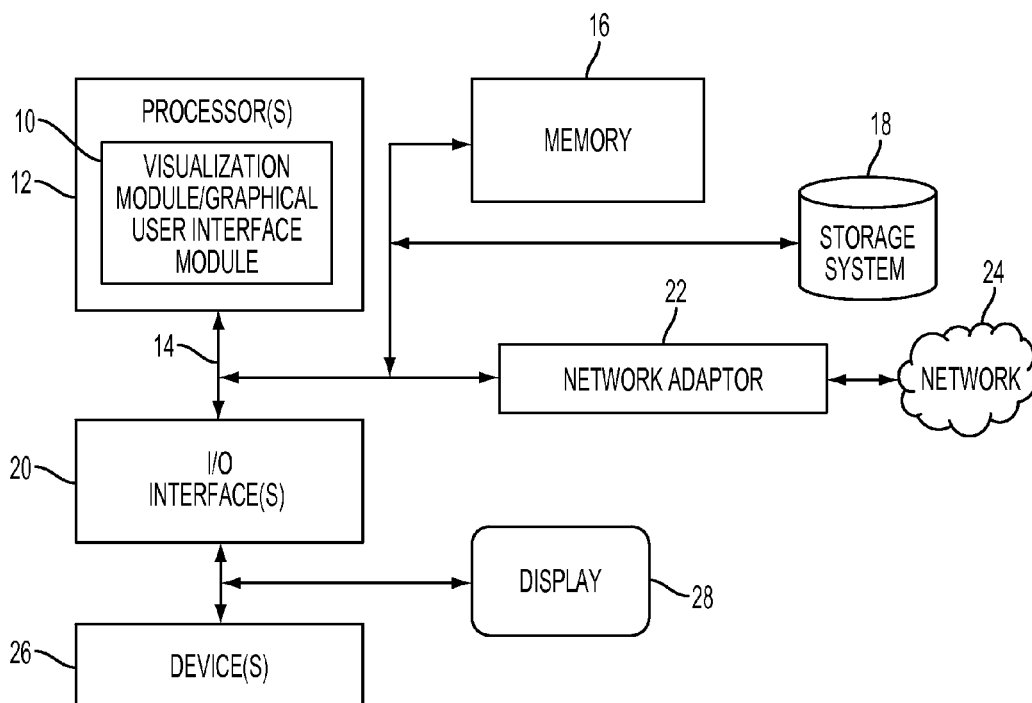 16
PROCESSOR(S)
10
MEMORY
18
VISUALIZATION
MODULE/GRAPHICAL
USER INTERFACE
MODULE
12
STORAGE
SYSTEM
22
24
14
NETWORK ADAPTOR
NETWORK
20
I/O
INTERFACE(S)
DISPLAY
28
26
DEVICE(S)